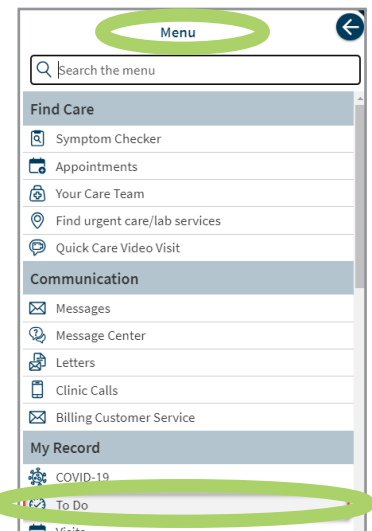 Menu
Search the menu
Find Care
Symptom Checker
Appointments
Your Care Team
Find urgent care/lab services
Quick Care Video Visit
Communication
Messages
Message Center
Letters
Clinic Calls
Billing Customer Service
My Record
COVID-19
To Do
Visits